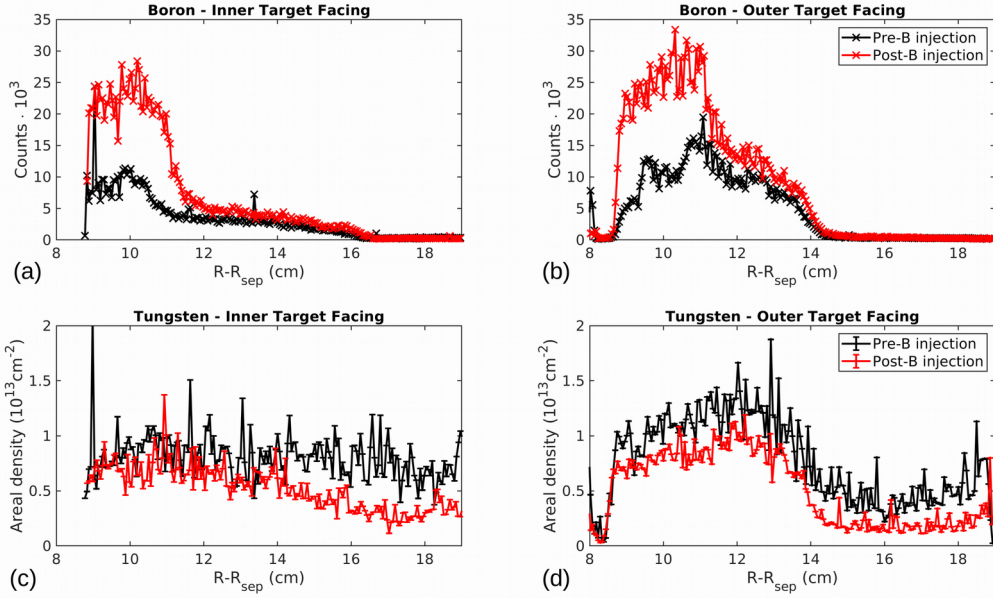 Boron - Inner Target Facing
35
30
25
20
15
10
5
0
Counts · 10³
8 10 12 14 16 18
R-R_sep (cm)
(a)
Boron - Outer Target Facing
Pre-B injection
Post-B injection
35
30
25
20
15
10
5
0
Counts · 10³
8 10 12 14 16 18
R-R_sep (cm)
(b)
Tungsten - Inner Target Facing
2
1.5
1
0.5
0
Areal density (10¹³cm⁻²)
8 10 12 14 16 18
R-R_sep (cm)
(c)
Tungsten - Outer Target Facing
Pre-B injection
Post-B injection
2
1.5
1
0.5
0
Areal density (10¹³cm⁻²)
8 10 12 14 16 18
R-R_sep (cm)
(d)